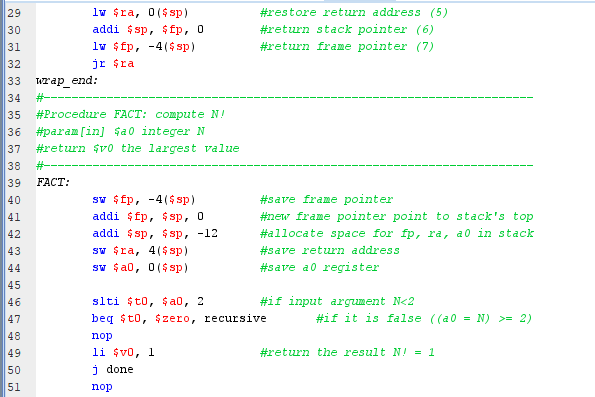 29 lw $ra, 0($sp) #restore return address (5)
30 addi $sp, $fp, 0 #return stack pointer (6)
31 lw $fp, -4($sp) #return frame pointer (7)
32 jr $ra
33 wrap_end:
34 #----------------------------------------------------------------------
35 #Procedure FACT: compute N!
36 #param[in] $a0 integer N
37 #return $v0 the largest value
38 #----------------------------------------------------------------------
39 FACT:
40 sw $fp, -4($sp) #save frame pointer
41 addi $fp, $sp, 0 #new frame pointer point to stack's top
42 addi $sp, $sp, -12 #allocate space for fp, ra, a0 in stack
43 sw $ra, 4($sp) #save return address
44 sw $a0, 0($sp) #save a0 register
45
46 slti $t0, $a0, 2 #if input argument N<2
47 beq $t0, $zero, recursive #if it is false ((a0 = N) >= 2)
48 nop
49 li $v0, 1 #return the result N! = 1
50 j done
51 nop